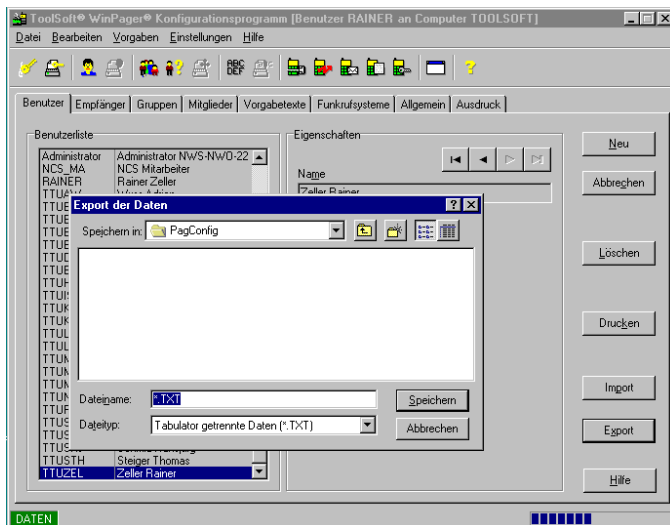 ToolSoft® WinPager® Konfigurationsprogramm [Benutzer RAINER an Computer TOOLSOFT]
Datei Bearbeiten Vorgaben Einstellungen Hilfe
ABC
DEF
Benutzer Empfänger Gruppen Mitglieder Vorgabetexte Funkrufsysteme Allgemein Ausdruck
Benutzerliste
Administrator Administrator NWS-NWO-22
NCS_MA NCS Mitarbeiter
RAINER Rainer Zeller
Eigenschaften
Name
Zeller Rainer
Neu
Abbrechen
Löschen
Drucken
Import
Export
Hilfe
Export der Daten
Speichern in: PagConfig
Dateiname: *.TXT
Speichern
Dateityp: Tabulator getrennte Daten (*.TXT)
Abbrechen
TTUSTH Steiger Thomas
TTUZEL Zeller Rainer
DATEN